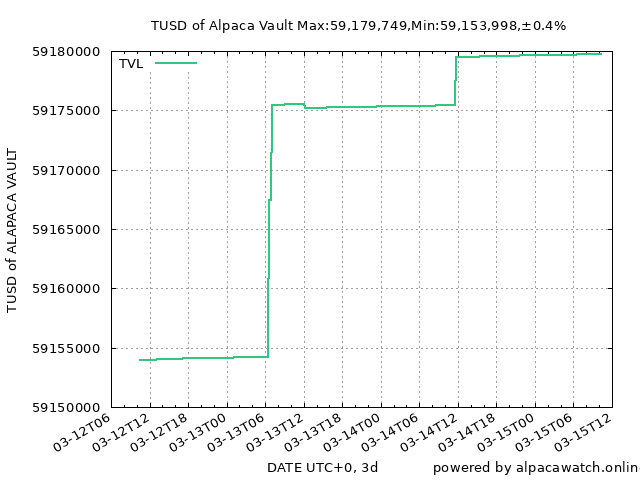 TUSD of Alpaca Vault Max:59,179,749,Min:59,153,998,±0.4%
TVL
59180000
59175000
59170000
59165000
59160000
59155000
59150000
TUSD of ALAPACA VAULT
03-12T06
03-12T12
03-12T18
03-13T00
03-13T06
03-13T12
03-13T18
03-14T00
03-14T06
03-14T12
03-14T18
03-15T00
03-15T06
03-15T12
DATE UTC+0, 3d
powered by alpacawatch.onlin